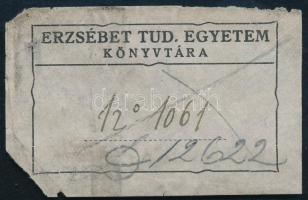 ERZSÉBET TUD. EGYETEM
KÖNYVTÁRA
12° 1061
12622